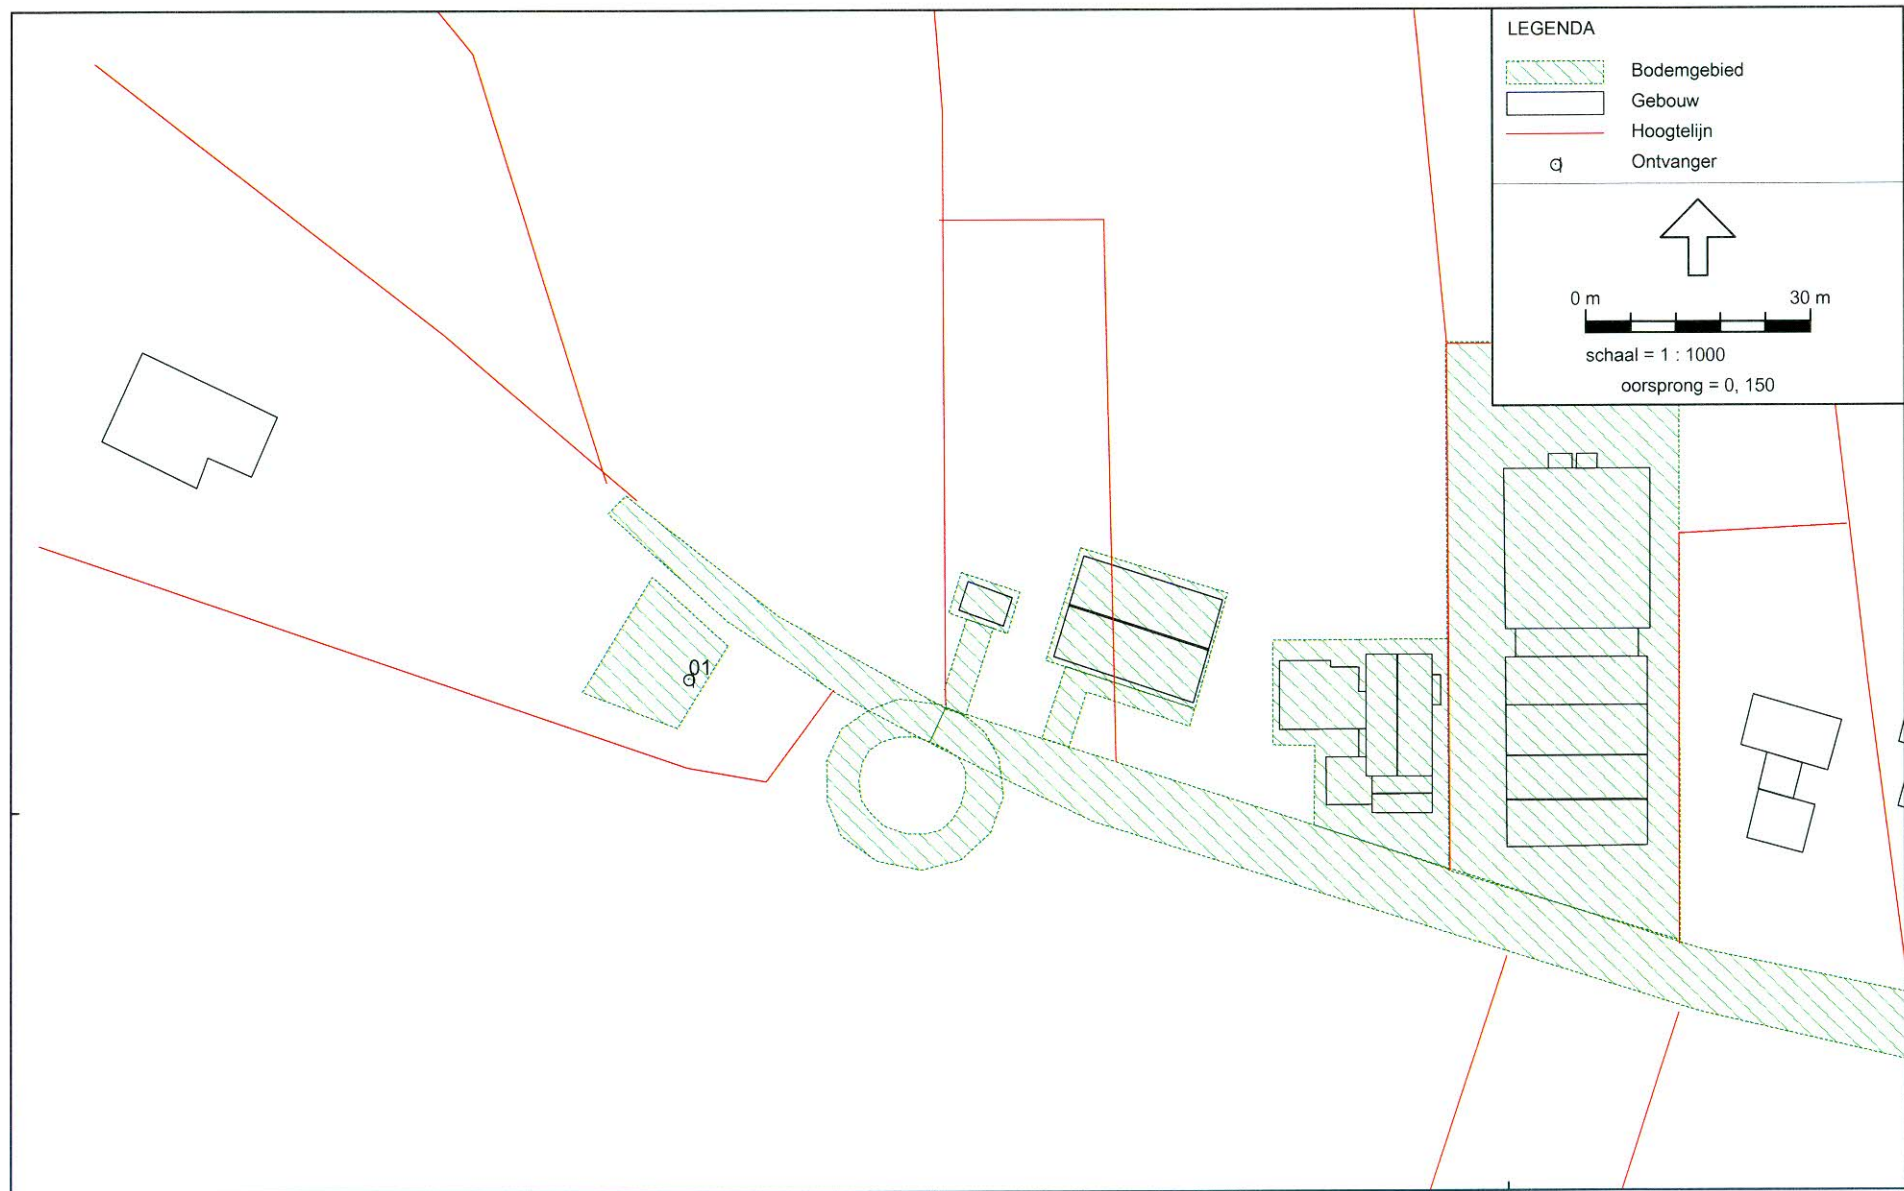 LEGENDA
Bodemgebied
Gebouw
Hoogtelijn
Ontvanger
0 m 30 m
schaal = 1 : 1000
oorsprong = 0, 150
01